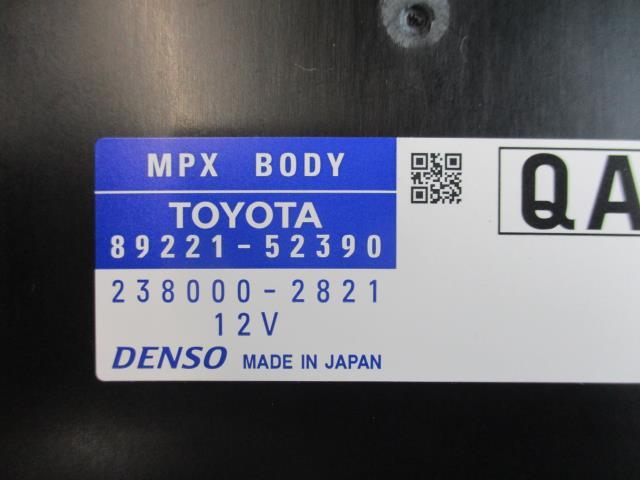 MPX BODY
TOYOTA
89221-52390
238000-2821
12V
DENSO MADE IN JAPAN
QA